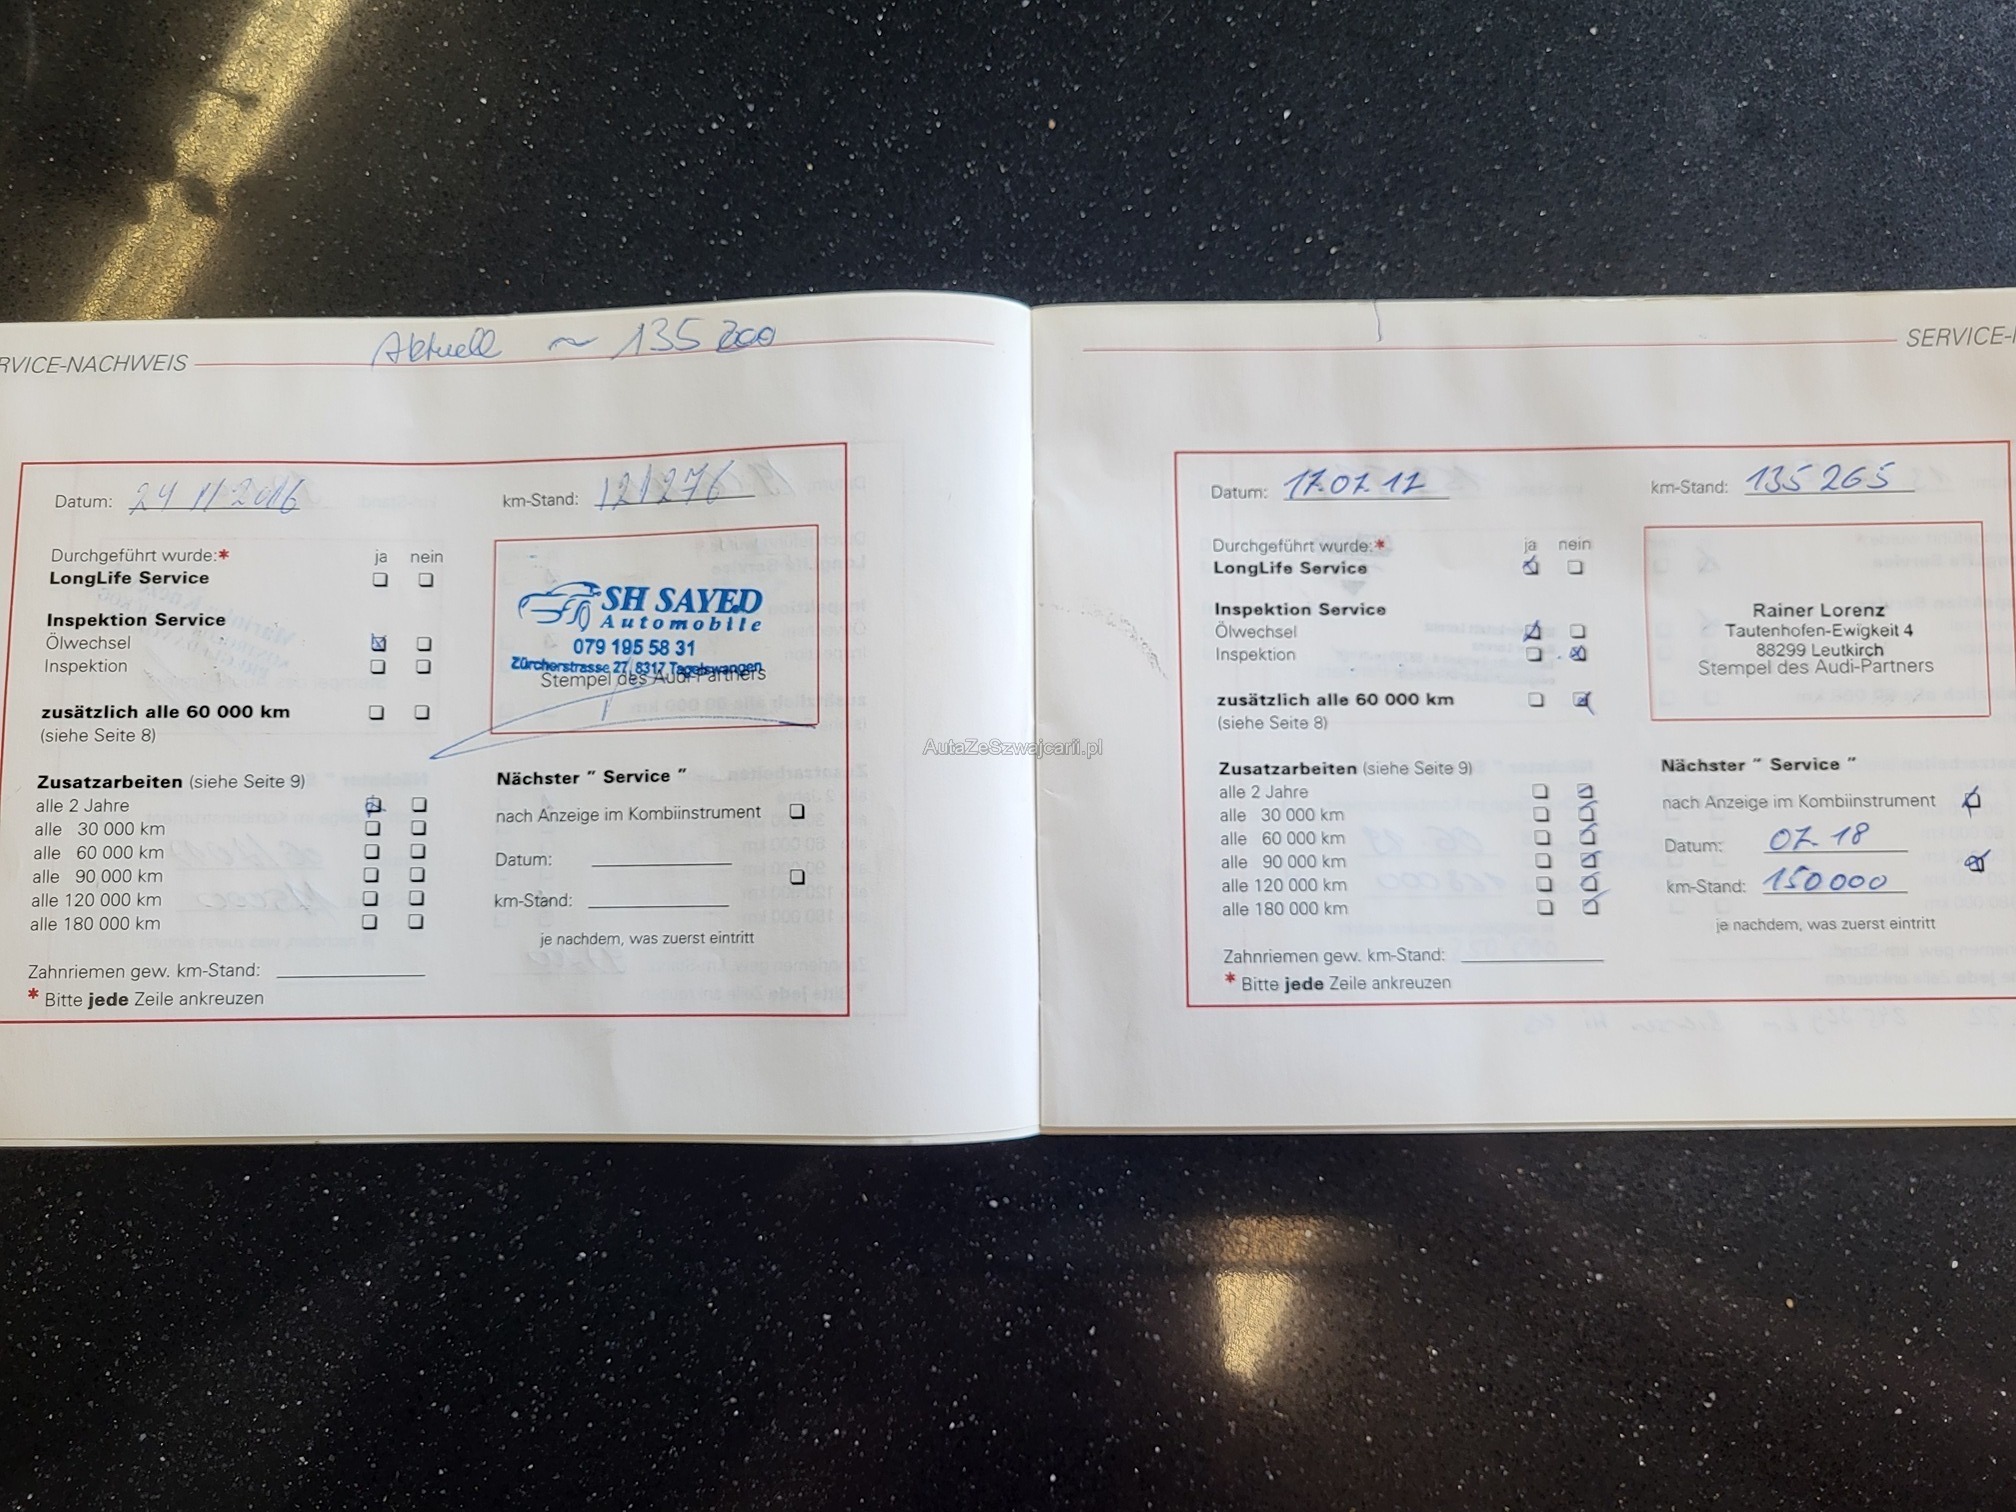 RVICE-NACHWEIS
Aktuell ~ 135 200
Datum: 24 11 2016
km-Stand: 121276
Durchgeführt wurde:* ja nein
LongLife Service
Inspektion Service
Ölwechsel
Inspektion
zusätzlich alle 60 000 km
(siehe Seite 8)
SH SAYED
Automobile
079 195 58 31
Zürcherstrasse 27, 8317 Tagelswangen
Stempel des Audi-Partners
Zusatzarbeiten (siehe Seite 9)
alle 2 Jahre
alle 30 000 km
alle 60 000 km
alle 90 000 km
alle 120 000 km
alle 180 000 km
Nächster " Service "
nach Anzeige im Kombiinstrument
Datum:
km-Stand:
je nachdem, was zuerst eintritt
Zahnriemen gew. km-Stand:
* Bitte jede Zeile ankreuzen
SERVICE-
Datum: 17.07.17
km-Stand: 135 265
Durchgeführt wurde:* ja nein
LongLife Service
Inspektion Service
Ölwechsel
Inspektion
zusätzlich alle 60 000 km
(siehe Seite 8)
Rainer Lorenz
Tautenhofen-Ewigkeit 4
88299 Leutkirch
Stempel des Audi-Partners
Zusatzarbeiten (siehe Seite 9)
alle 2 Jahre
alle 30 000 km
alle 60 000 km
alle 90 000 km
alle 120 000 km
alle 180 000 km
Nächster " Service "
nach Anzeige im Kombiinstrument
Datum: 07.18
km-Stand: 150000
je nachdem, was zuerst eintritt
Zahnriemen gew. km-Stand:
* Bitte jede Zeile ankreuzen
AutaZeSzwajcarii.pl